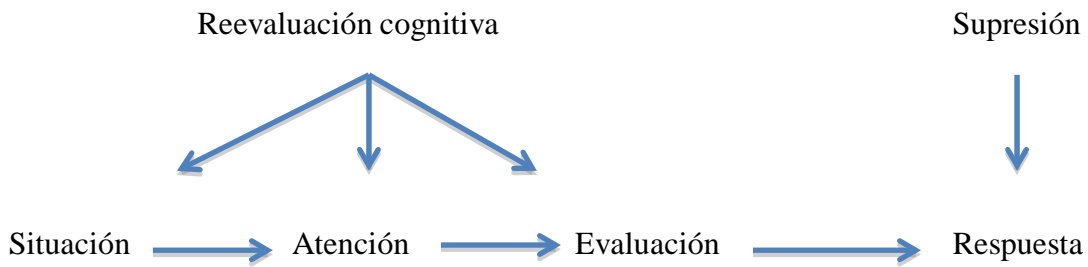 Reevaluación cognitiva Supresión
Situación Atención Evaluación Respuesta